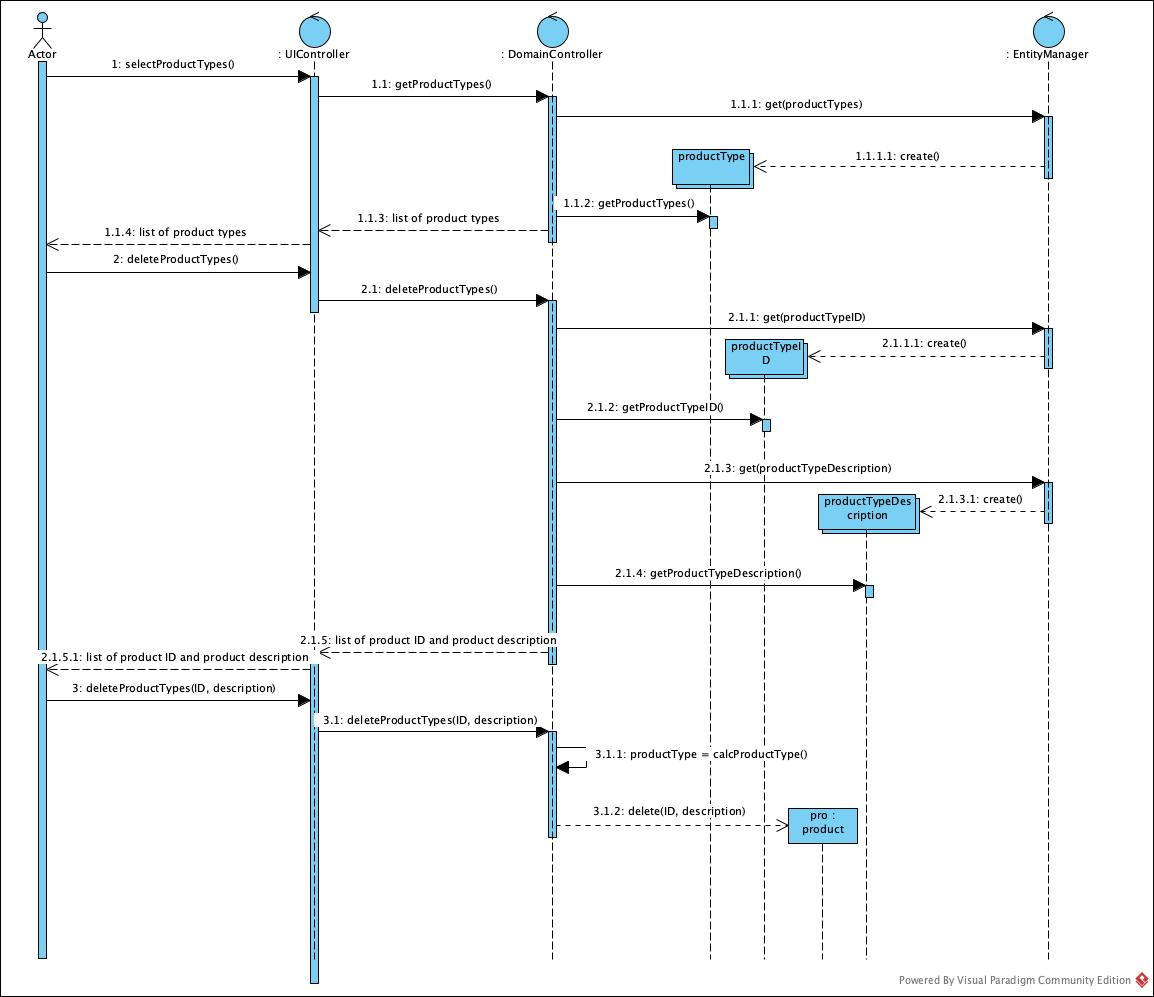 Actor
: UIController
: DomainController
: EntityManager
1: selectProductTypes()
1.1: getProductTypes()
1.1.1: get(productTypes)
productType
1.1.1.1: create()
1.1.2: getProductTypes()
1.1.3: list of product types
1.1.4: list of product types
2: deleteProductTypes()
2.1: deleteProductTypes()
2.1.1: get(productTypeID)
productTypeI
D
2.1.1.1: create()
2.1.2: getProductTypeID()
2.1.3: get(productTypeDescription)
productTypeDes
cription
2.1.3.1: create()
2.1.4: getProductTypeDescription()
2.1.5: list of product ID and product description
2.1.5.1: list of product ID and product description
3: deleteProductTypes(ID, description)
3.1: deleteProductTypes(ID, description)
3.1.1: productType = calcProductType()
3.1.2: delete(ID, description)
pro :
product
Powered By Visual Paradigm Community Edition